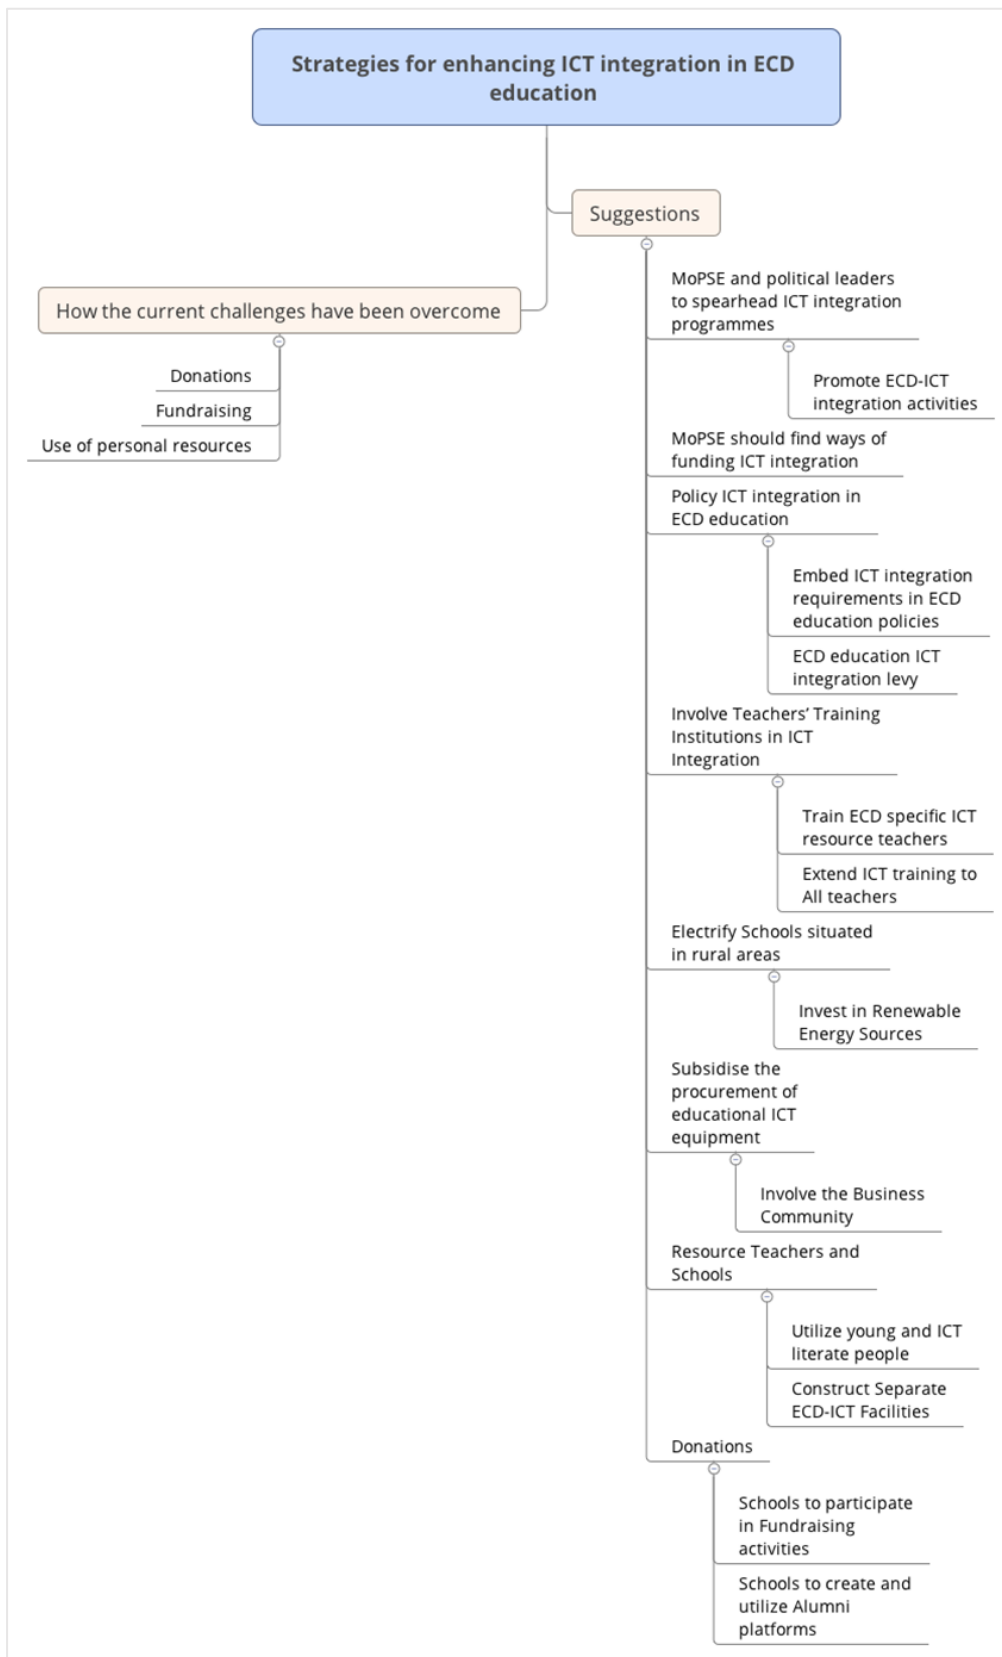 Strategies for enhancing ICT integration in ECD
education
Suggestions
MoPSE and political leaders
to spearhead ICT integration
programmes
Promote ECD-ICT
integration activities
MoPSE should find ways of
funding ICT integration
Policy ICT integration in
ECD education
Embed ICT integration
requirements in ECD
education policies
ECD education ICT
integration levy
Involve Teachers’ Training
Institutions in ICT
Integration
Train ECD specific ICT
resource teachers
Extend ICT training to
All teachers
Electrify Schools situated
in rural areas
Invest in Renewable
Energy Sources
Subsidise the
procurement of
educational ICT
equipment
Involve the Business
Community
Resource Teachers and
Schools
Utilize young and ICT
literate people
Construct Separate
ECD-ICT Facilities
Donations
Schools to participate
in Fundraising
activities
Schools to create and
utilize Alumni
platforms
How the current challenges have been overcome
Donations
Fundraising
Use of personal resources